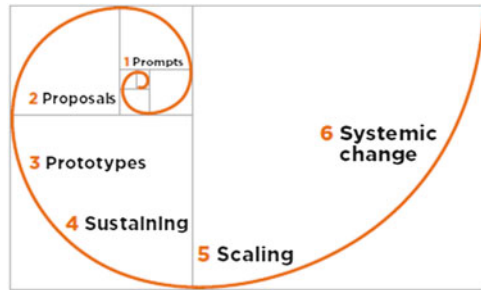 1 Prompts
2 Proposals
3 Prototypes
4 Sustaining
5 Scaling
6 Systemic
change